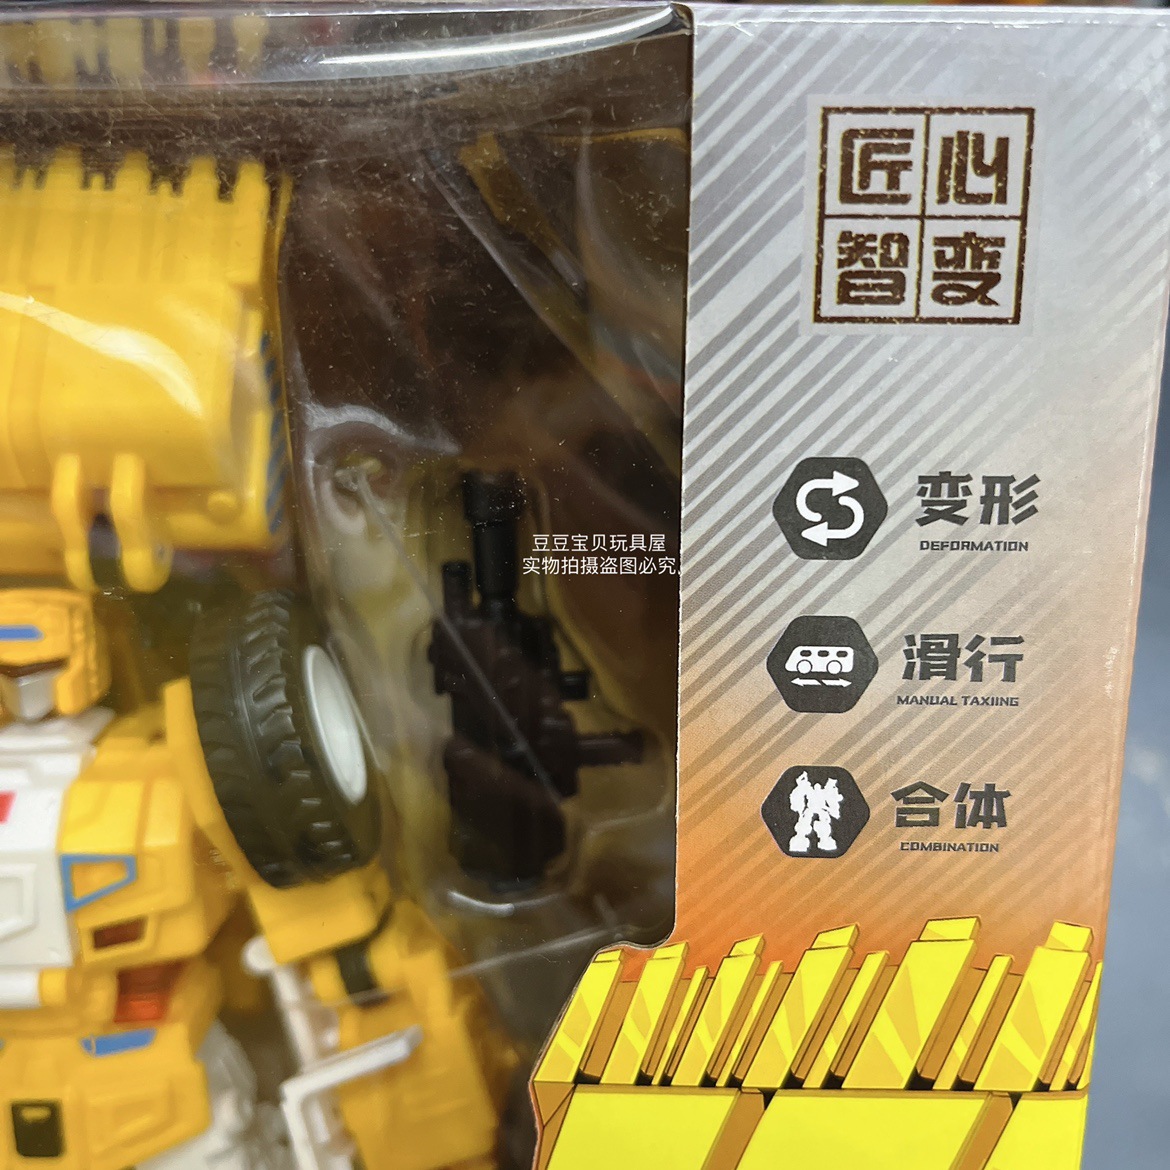 匠心
智变
豆豆宝贝玩具屋
实物拍摄盗图必究
变形
DEFORMATION
滑行
MANUAL TAXIING
合体
COMBINATION